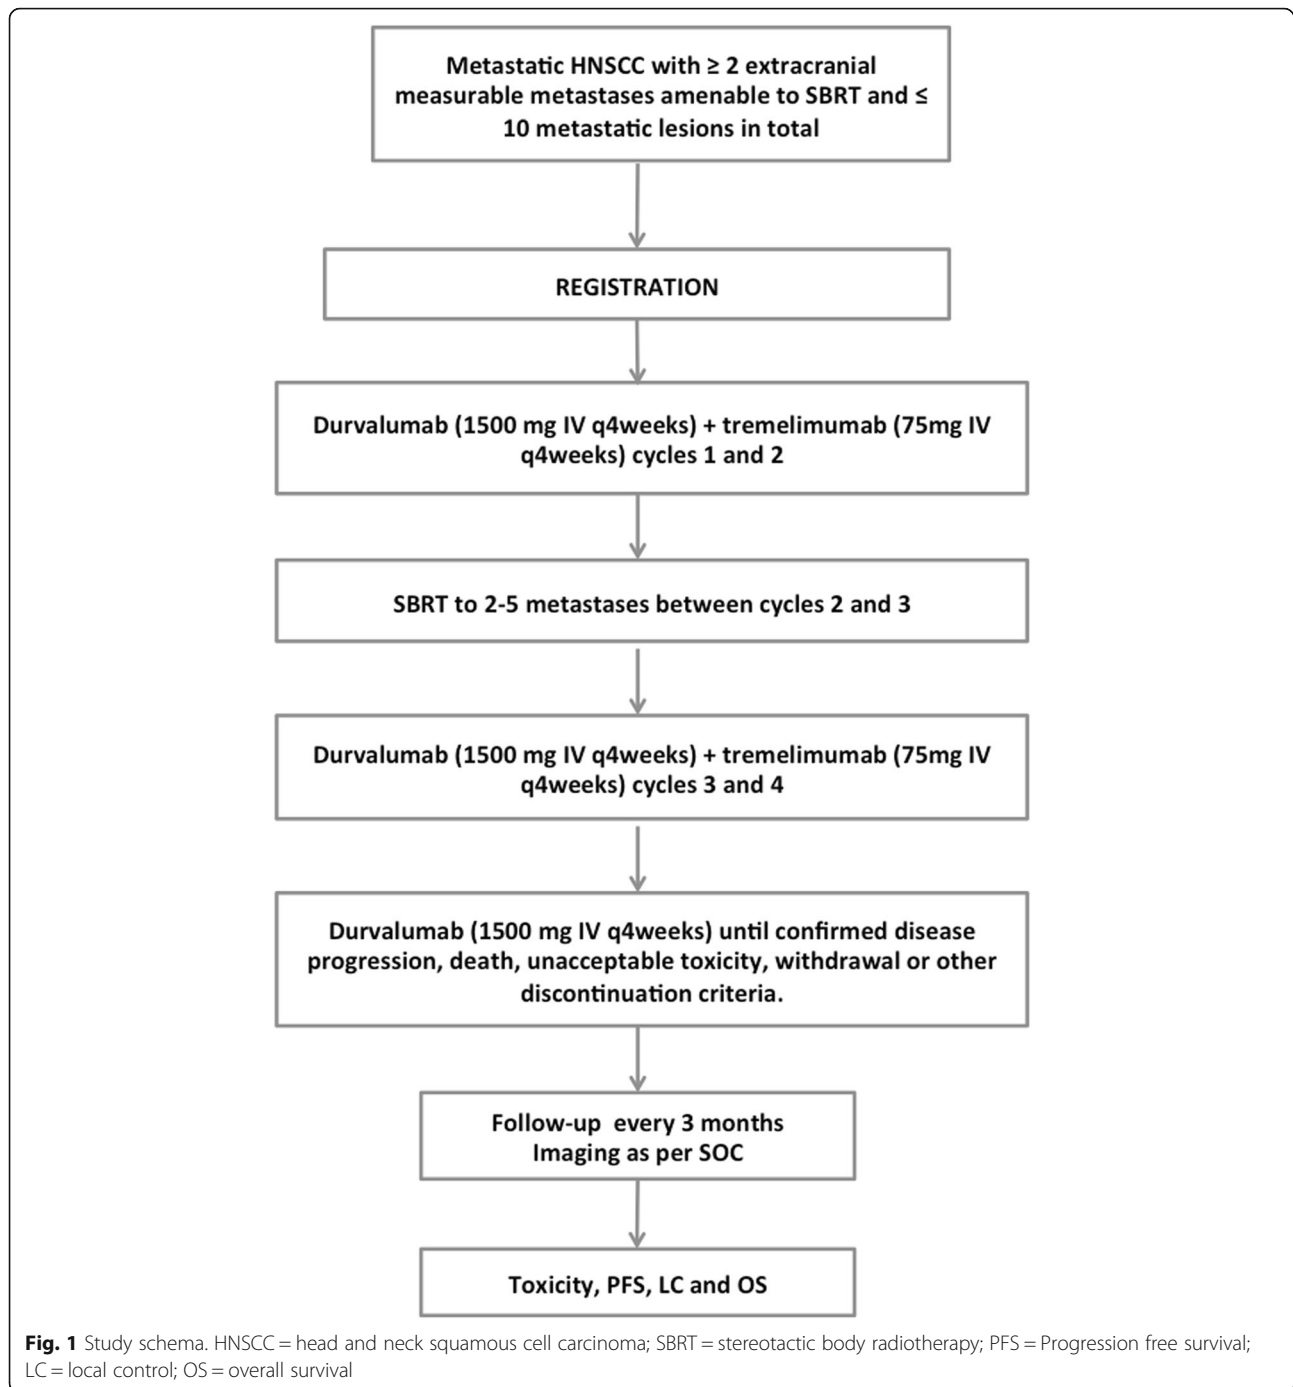 Metastatic HNSCC with ≥ 2 extracranial
measurable metastases amenable to SBRT and ≤
10 metastatic lesions in total
REGISTRATION
Durvalumab (1500 mg IV q4weeks) + tremelimumab (75mg IV
q4weeks) cycles 1 and 2
SBRT to 2-5 metastases between cycles 2 and 3
Durvalumab (1500 mg IV q4weeks) + tremelimumab (75mg IV
q4weeks) cycles 3 and 4
Durvalumab (1500 mg IV q4weeks) until confirmed disease
progression, death, unacceptable toxicity, withdrawal or other
discontinuation criteria.
Follow-up every 3 months
Imaging as per SOC
Toxicity, PFS, LC and OS
Fig. 1 Study schema. HNSCC = head and neck squamous cell carcinoma; SBRT = stereotactic body radiotherapy; PFS = Progression free survival;
LC = local control; OS = overall survival